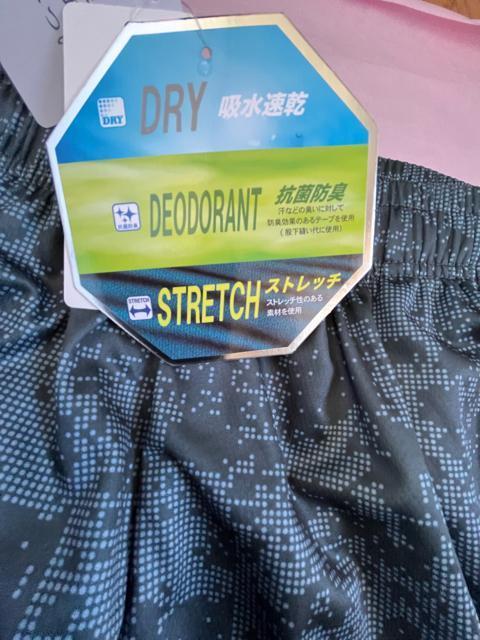 DRY 吸水速乾
DRY
DEODORANT 抗菌防臭
汗などの臭いに対して
防臭効果のあるテープを使用
(股下縫い代に使用)
抗菌防臭
STRETCH
STRETCH ストレッチ
ストレッチ性のある
素材を使用